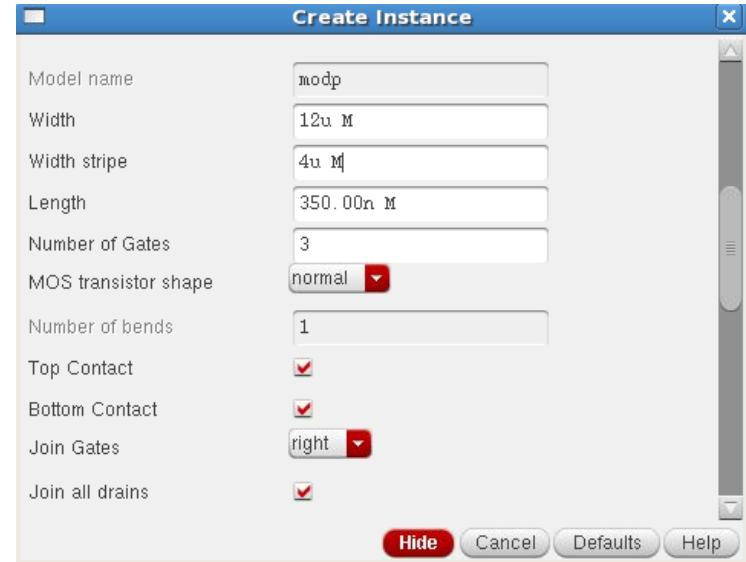 Create Instance
Model name modp
Width 12u M
Width stripe 4u M
Length 350.00n M
Number of Gates 3
MOS transistor shape normal
Number of bends 1
Top Contact
Bottom Contact
Join Gates right
Join all drains
Hide Cancel Defaults Help